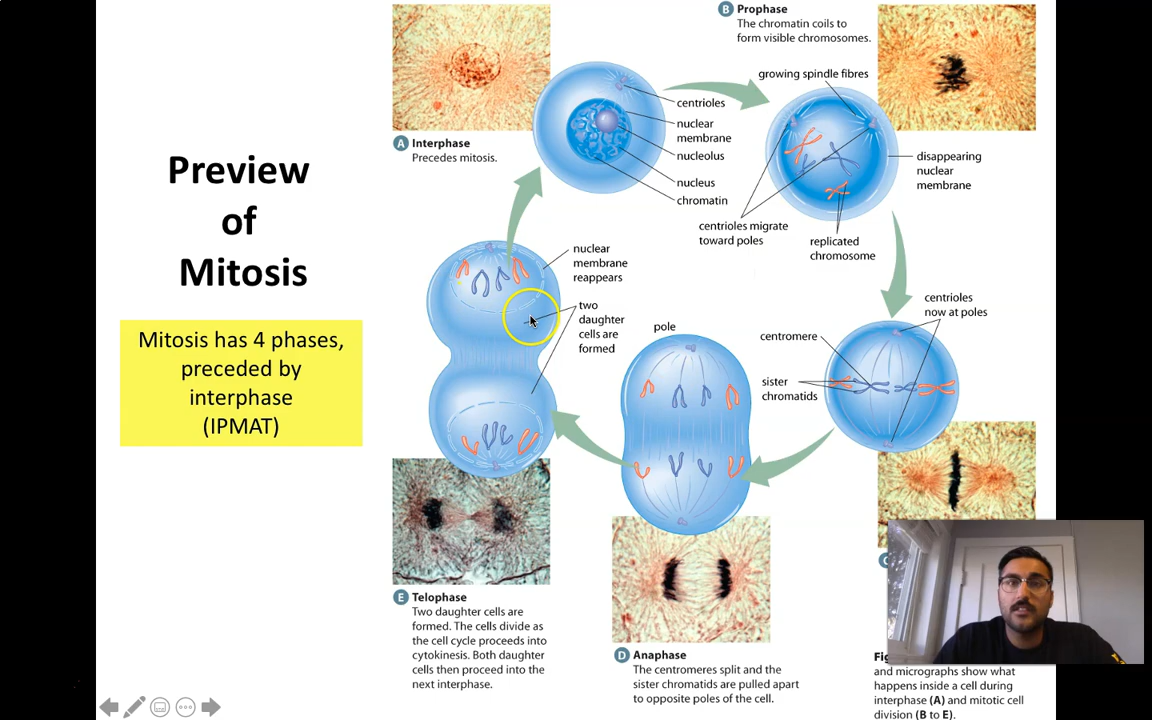 Preview
of
Mitosis
Mitosis has 4 phases,
preceded by
interphase
(IPMAT)
A Interphase
Precedes mitosis.
centrioles
nuclear
membrane
nucleolus
nucleus
chromatin
B Prophase
The chromatin coils to
form visible chromosomes.
growing spindle fibres
disappearing
nuclear
membrane
centrioles migrate
toward poles
replicated
chromosome
centrioles
now at poles
centromere
sister
chromatids
C
pole
D Anaphase
The centromeres split and the
sister chromatids are pulled apart
to opposite poles of the cell.
nuclear
membrane
reappears
two
daughter
cells are
formed
E Telophase
Two daughter cells are
formed. The cells divide as
the cell cycle proceeds into
cytokinesis. Both daughter
cells then proceed into the
next interphase.
and micrographs show what
happens inside a cell during
interphase (A) and mitotic cell
division (B to E).